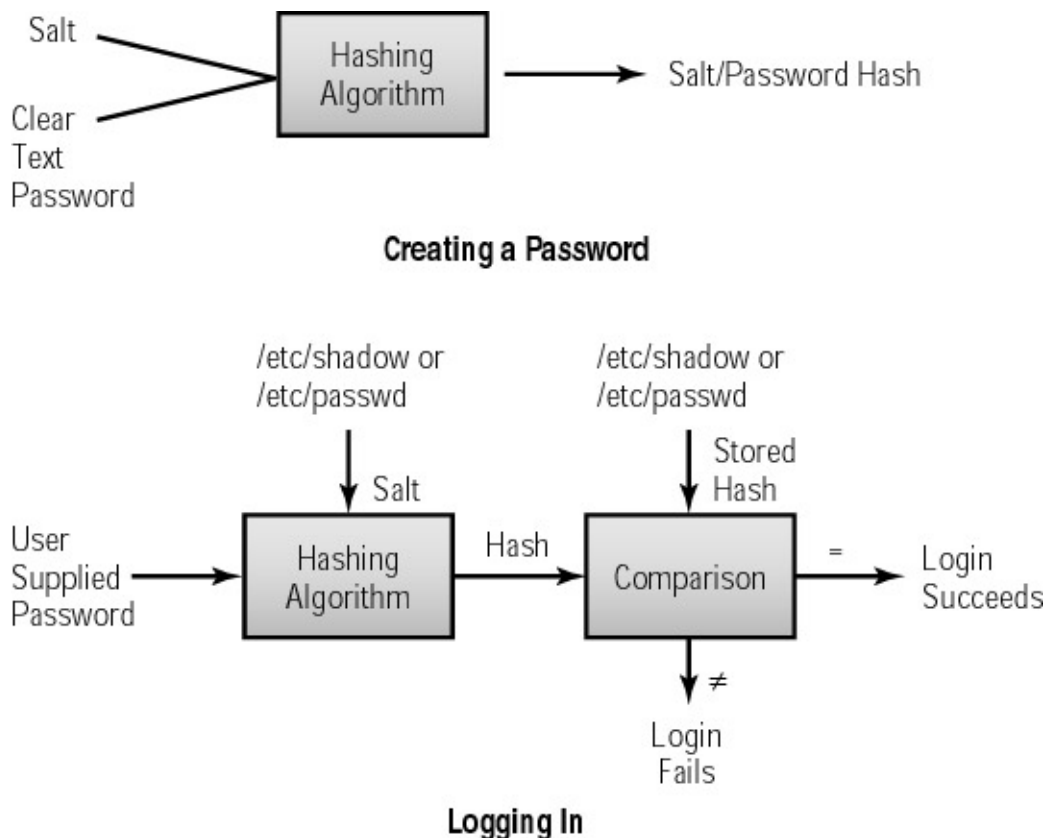 Salt
Clear
Text
Password
Hashing
Algorithm
Salt/Password Hash
Creating a Password
/etc/shadow or
/etc/passwd
/etc/shadow or
/etc/passwd
Salt
Stored
Hash
User
Supplied
Password
Hashing
Algorithm
Hash
Comparison
=
Login
Succeeds
≠
Login
Fails
Logging In